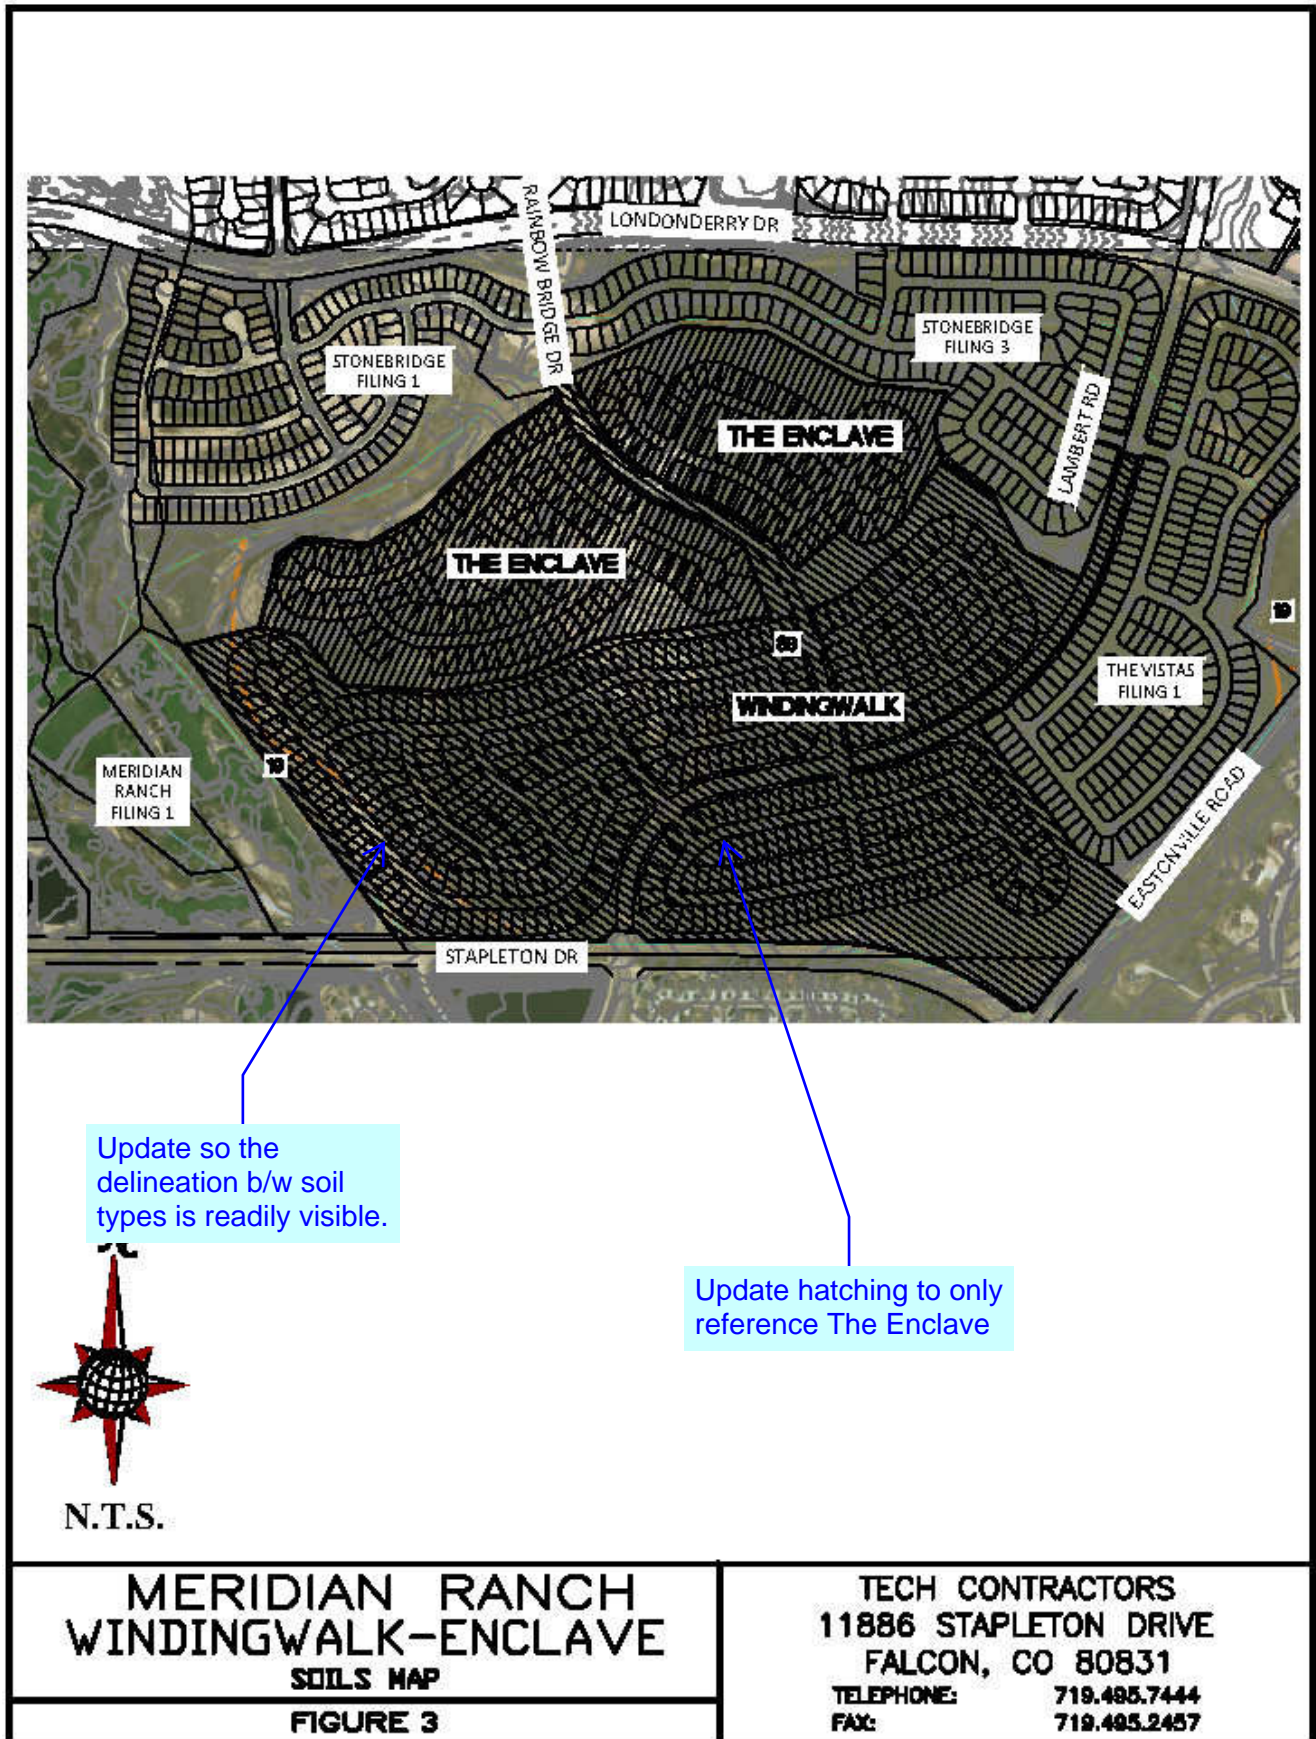 RAINBOW BRIDGE DR
LONDONDERRY DR
STONEBRIDGE
FILING 1
STONEBRIDGE
FILING 3
THE ENCLAVE
LAMBERT RD
THE ENCLAVE
19
WINDINGWALK
THE VISTAS
FILING 1
MERIDIAN
RANCH
FILING 1
19
EASTONVILLE ROAD
STAPLETON DR
Update so the
delineation b/w soil
types is readily visible.
Update hatching to only
reference The Enclave
N.T.S.
MERIDIAN RANCH
WINDINGWALK-ENCLAVE
SOILS MAP
FIGURE 3
TECH CONTRACTORS
11886 STAPLETON DRIVE
FALCON, CO 80831
TELEPHONE: 719.495.7444
FAX: 719.495.2457